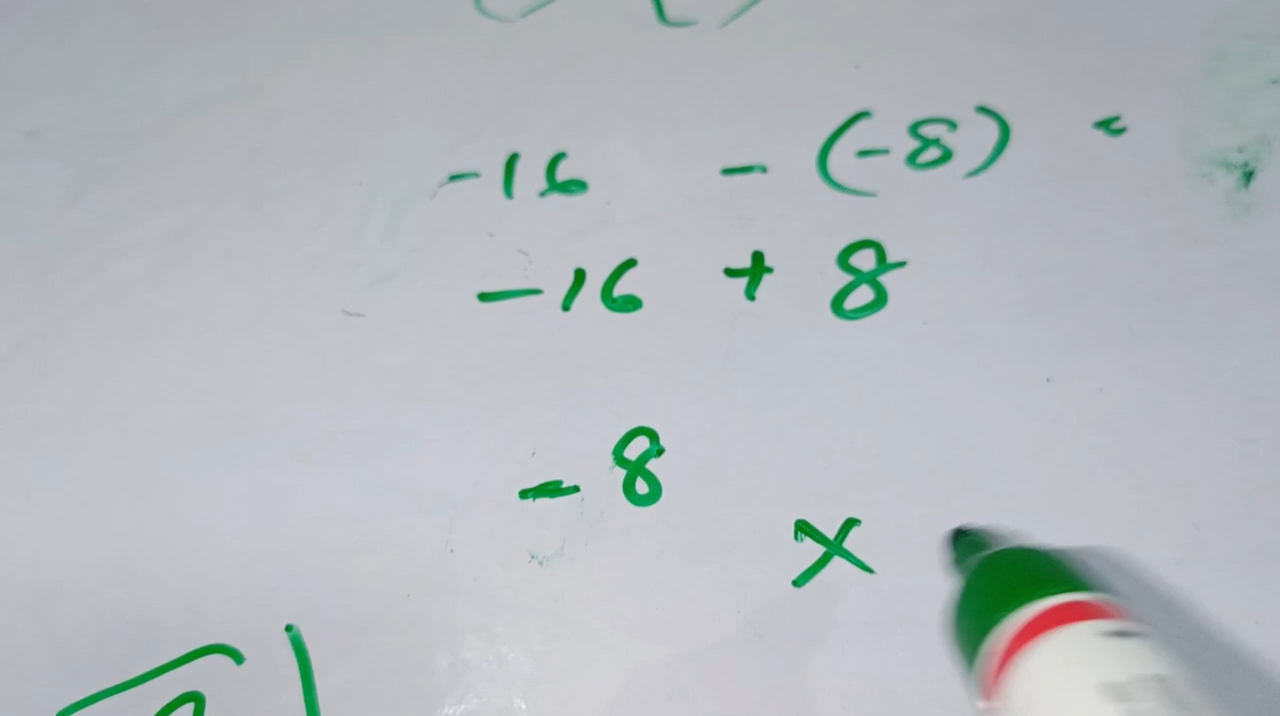 -16 - (-8) =
-16 + 8
-8
x